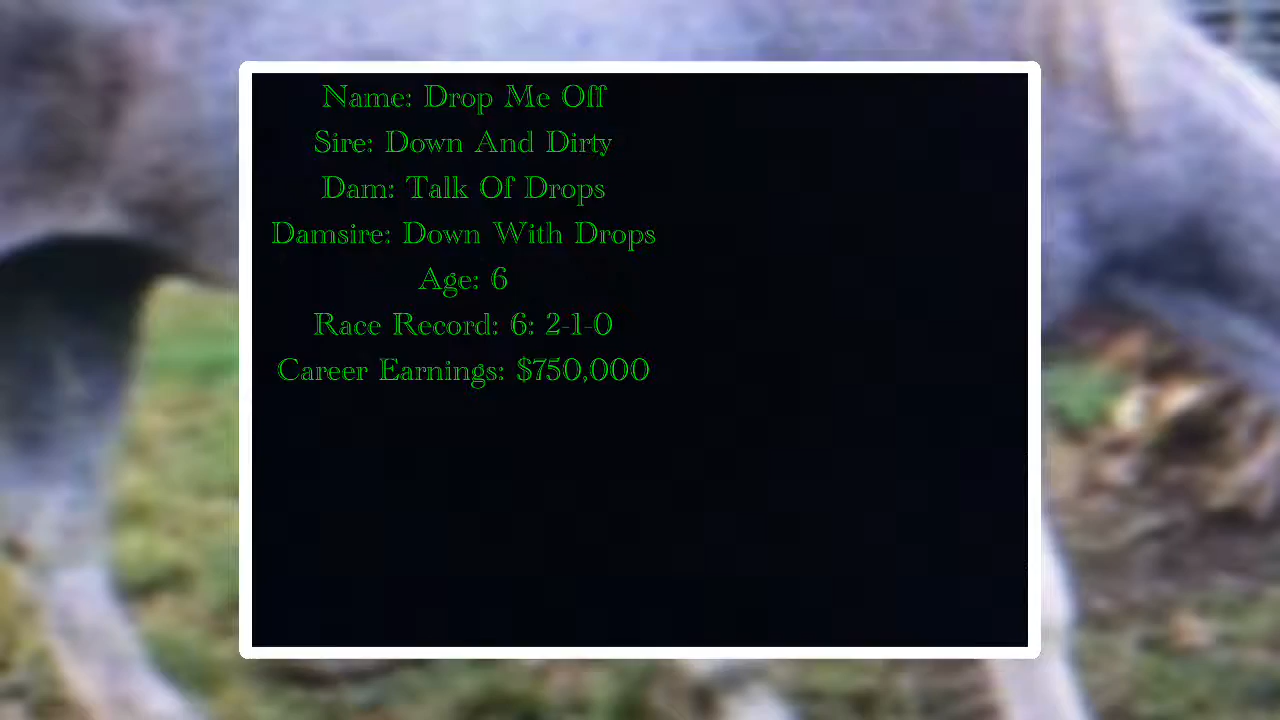 Name: Drop Me Off
Sire: Down And Dirty
Dam: Talk Of Drops
Damsire: Down With Drops
Age: 6
Race Record: 6: 2-1-0
Career Earnings: $750,000